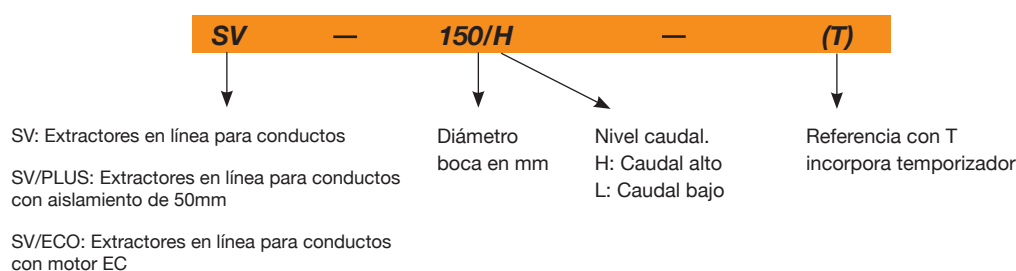 SV — 150/H — (T)
SV: Extractores en línea para conductos
SV/PLUS: Extractores en línea para conductos
con aislamiento de 50mm
SV/ECO: Extractores en línea para conductos
con motor EC
Diámetro
boca en mm
Nivel caudal.
H: Caudal alto
L: Caudal bajo
Referencia con T
incorpora temporizador